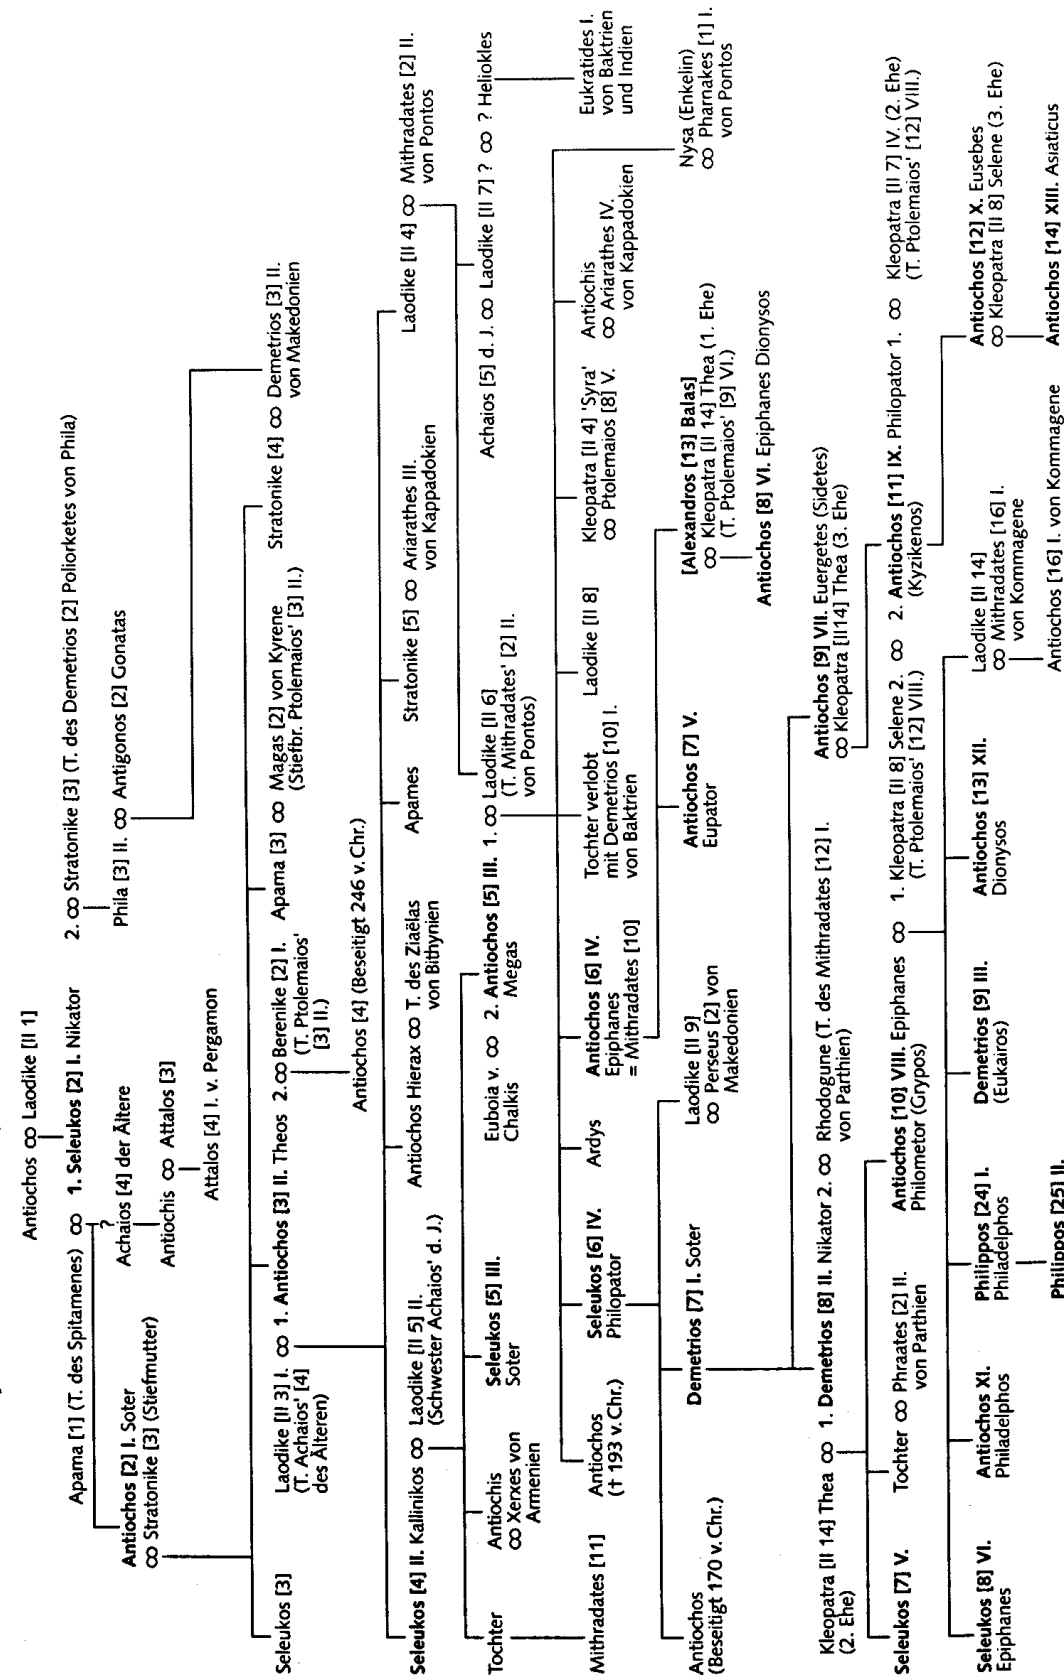 Antiochos ∞ Laodike [II 1]
Apama [1] (T. des Spitamenes) ∞ 1. Seleukos [2] I. Nikator
2. ∞ Stratonike [3] (T. des Demetrios [2] Poliorketes von Phila)
?
Antiochos [2] I. Soter
∞ Stratonike [3] (Stiefmutter)
Achaios [4] der Ältere
Phila [3] II. ∞ Antigonos [2] Gonatas
Antiochis ∞ Attalos [3]
Attalos [4] I. v. Pergamon
Seleukos [3]
Laodike [II 3] I. ∞ 1. Antiochos [3] II. Theos 2. ∞ Berenike [2] I.
(T. Achaios' [4]
des Älteren)
(T. Ptolemaios'
[3] II.)
Apama [3] ∞ Magas [2] von Kyrene
(Stiefbr. Ptolemaios' [3] II.)
Stratonike [4] ∞ Demetrios [3] II.
von Makedonien
Antiochos [4] (Beseitigt 246 v. Chr.)
Seleukos [4] II. Kallinikos ∞ Laodike [II 5] II.
(Schwester Achaios' d. J.)
Antiochos Hierax ∞ T. des Ziaëlas
von Bithynien
Apames
Stratonike [5] ∞ Ariarathes III.
von Kappadokien
Laodike [II 4] ∞ Mithradates [2] II.
von Pontos
Tochter
Antiochis
∞ Xerxes von
Armenien
Seleukos [5] III.
Soter
Euboia v. ∞ 2. Antiochos [5] III. 1. ∞ Laodike [II 6]
Chalkis
Megas
(T. Mithradates' [2] II.
von Pontos)
Achaios [5] d. J. ∞ Laodike [II 7] ? ∞ ? Heliokles
Mithradates [11]
Antiochos
(† 193 v. Chr.)
Seleukos [6] IV.
Philopator
Ardys
Antiochos [6] IV.
Epiphanes
= Mithradates [10]
Tochter verlobt
mit Demetrios [10] I.
von Baktrien
Laodike [II 8]
Kleopatra [II 4] 'Syra'
∞ Ptolemaios [8] V.
Antiochis
∞ Ariarathes IV.
von Kappadokien
Eukratides I.
von Baktrien
und Indien
Antiochos
(Beseitigt 170 v. Chr.)
Demetrios [7] I. Soter
Laodike [II 9]
∞ Perseus [2] von
Makedonien
Antiochos [7] V.
Eupator
[Alexandros [13] Balas]
∞ Kleopatra [II 14] Thea (1. Ehe)
(T. Ptolemaios' [9] VI.)
Nysa (Enkelin)
∞ Pharnakes [1] I.
von Pontos
Antiochos [8] VI. Epiphanes Dionysos
Kleopatra [II 14] Thea ∞ 1. Demetrios [8] II. Nikator 2. ∞ Rhodogune (T. des Mithradates [12] I.
(2. Ehe)
von Parthien)
Antiochos [9] VII. Euergetes (Sidetes)
∞ Kleopatra [II14] Thea (3. Ehe)
Seleukos [7] V.
Tochter ∞ Phraates [2] II.
von Parthien
Antiochos [10] VIII. Epiphanes ∞ 1. Kleopatra [II 8] Selene 2. ∞ 2. Antiochos [11] IX. Philopator 1. ∞ Kleopatra [II 7] IV. (2. Ehe)
Philometor (Grypos)
(T. Ptolemaios' [12] VIII.)
(Kyzikenos)
(T. Ptolemaios' [12] VIII.)
Seleukos [8] VI.
Epiphanes
Antiochos XI.
Philadelphos
Philippos [24] I.
Philadelphos
Demetrios [9] III.
(Eukairos)
Antiochos [13] XII.
Dionysos
Laodike [II 14]
∞ Mithradates [16] I.
von Kommagene
Antiochos [12] X. Eusebes
∞ Kleopatra [II 8] Selene (3. Ehe)
Philippos [25] II.
Antiochos [16] I. von Kommagene
Antiochos [14] XIII. Asiaticus